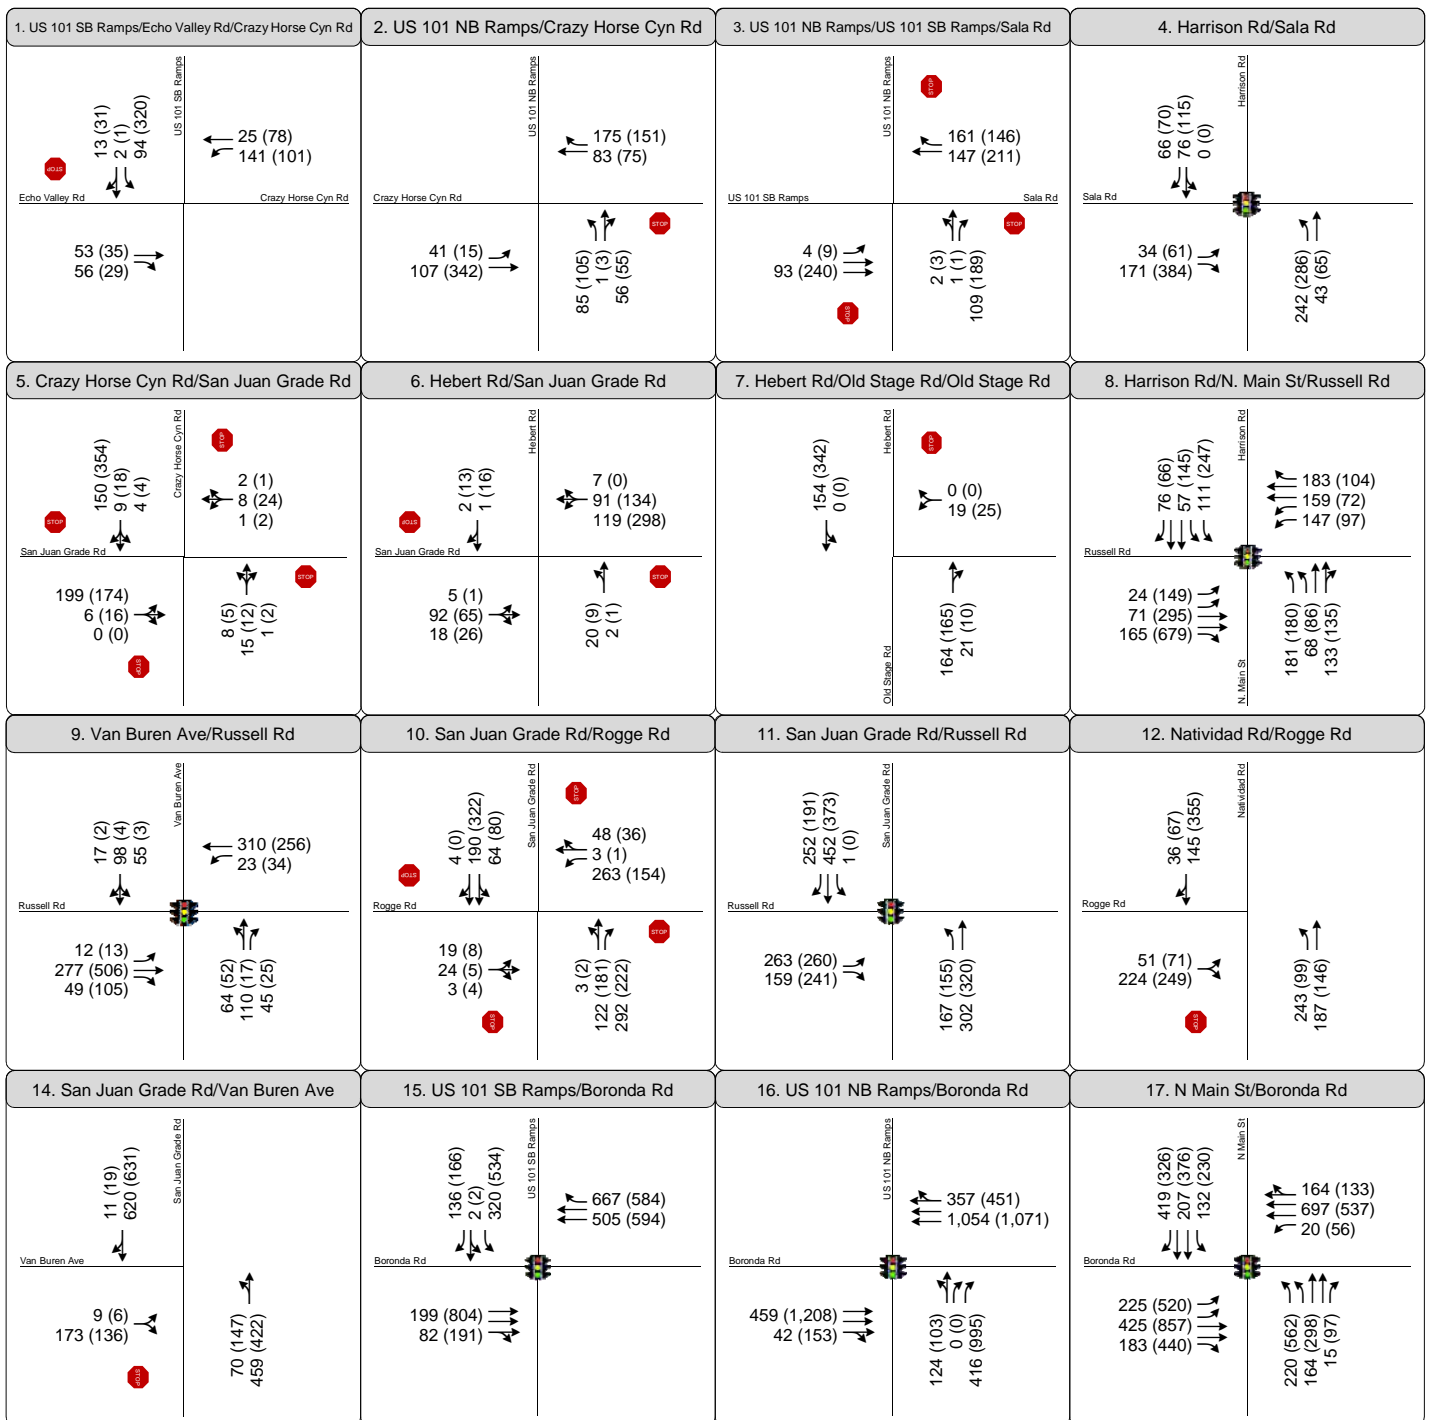 1. US 101 SB Ramps/Echo Valley Rd/Crazy Horse Cyn Rd
13 (31)
2 (1)
94 (320)
US 101 SB Ramps
STOP
25 (78)
141 (101)
Echo Valley Rd
Crazy Horse Cyn Rd
53 (35)
56 (29)
2. US 101 NB Ramps/Crazy Horse Cyn Rd
US 101 NB Ramps
175 (151)
83 (75)
Crazy Horse Cyn Rd
STOP
41 (15)
107 (342)
85 (105)
1 (3)
56 (55)
3. US 101 NB Ramps/US 101 SB Ramps/Sala Rd
US 101 NB Ramps
STOP
161 (146)
147 (211)
US 101 SB Ramps
Sala Rd
STOP
4 (9)
93 (240)
STOP
2 (3)
1 (1)
109 (189)
4. Harrison Rd/Sala Rd
66 (70)
76 (115)
0 (0)
Harrison Rd
Sala Rd
34 (61)
171 (384)
242 (286)
43 (65)
5. Crazy Horse Cyn Rd/San Juan Grade Rd
150 (354)
9 (18)
4 (4)
Crazy Horse Cyn Rd
STOP
STOP
2 (1)
8 (24)
1 (2)
San Juan Grade Rd
STOP
199 (174)
6 (16)
0 (0)
STOP
8 (5)
15 (12)
1 (2)
6. Hebert Rd/San Juan Grade Rd
2 (13)
1 (16)
Hebert Rd
STOP
7 (0)
91 (134)
119 (298)
San Juan Grade Rd
STOP
5 (1)
92 (65)
18 (26)
20 (9)
2 (1)
7. Hebert Rd/Old Stage Rd/Old Stage Rd
154 (342)
0 (0)
Hebert Rd
STOP
0 (0)
19 (25)
Old Stage Rd
164 (165)
21 (10)
8. Harrison Rd/N. Main St/Russell Rd
76 (66)
57 (145)
111 (247)
Harrison Rd
183 (104)
159 (72)
147 (97)
Russell Rd
24 (149)
71 (295)
165 (679)
N. Main St
181 (180)
68 (86)
133 (135)
9. Van Buren Ave/Russell Rd
17 (2)
98 (4)
55 (3)
Van Buren Ave
310 (256)
23 (34)
Russell Rd
12 (13)
277 (506)
49 (105)
64 (52)
110 (17)
45 (25)
10. San Juan Grade Rd/Rogge Rd
4 (0)
190 (322)
64 (80)
San Juan Grade Rd
STOP
STOP
48 (36)
3 (1)
263 (154)
Rogge Rd
STOP
19 (8)
24 (5)
3 (4)
STOP
3 (2)
122 (181)
292 (222)
11. San Juan Grade Rd/Russell Rd
252 (191)
452 (373)
1 (0)
San Juan Grade Rd
Russell Rd
263 (260)
159 (241)
167 (155)
302 (320)
12. Natividad Rd/Rogge Rd
36 (67)
145 (355)
Natividad Rd
Rogge Rd
51 (71)
224 (249)
STOP
243 (99)
187 (146)
14. San Juan Grade Rd/Van Buren Ave
11 (19)
620 (631)
San Juan Grade Rd
Van Buren Ave
9 (6)
173 (136)
STOP
70 (147)
459 (422)
15. US 101 SB Ramps/Boronda Rd
136 (166)
2 (2)
320 (534)
US 101 SB Ramps
667 (584)
505 (594)
Boronda Rd
199 (804)
82 (191)
16. US 101 NB Ramps/Boronda Rd
US 101 NB Ramps
357 (451)
1,054 (1,071)
Boronda Rd
459 (1,208)
42 (153)
124 (103)
0 (0)
416 (995)
17. N Main St/Boronda Rd
419 (326)
207 (376)
132 (230)
N Main St
164 (133)
697 (537)
20 (56)
Boronda Rd
225 (520)
425 (857)
183 (440)
220 (562)
164 (298)
15 (97)